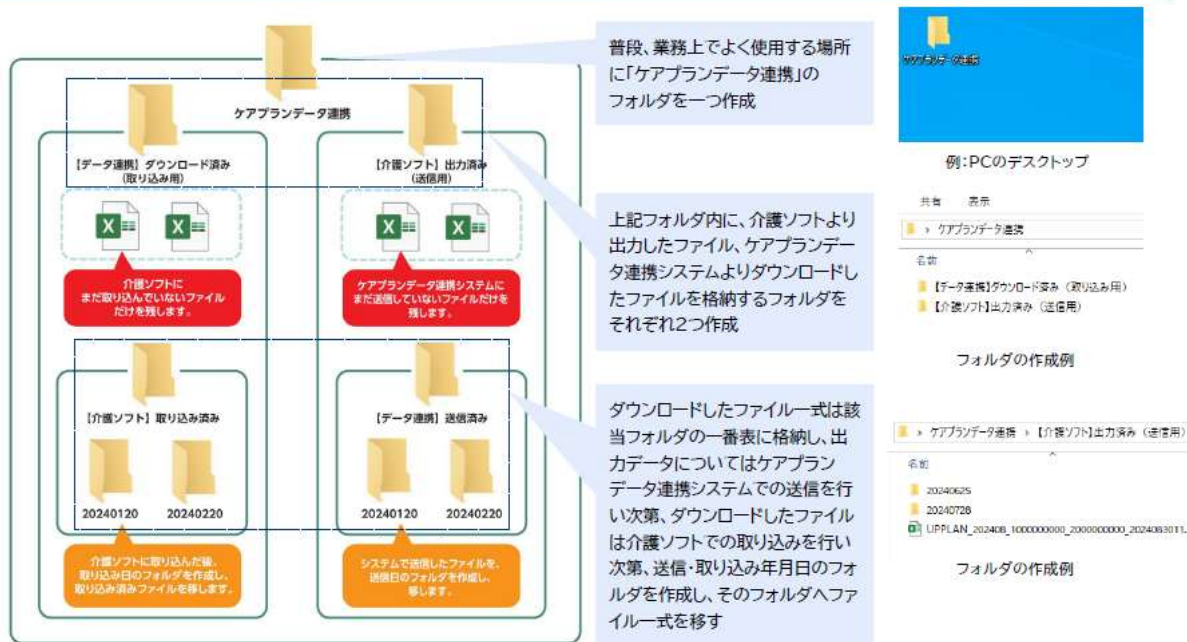 ケアプランデータ連携
【データ連携】ダウンロード済み
(取り込み用)
【介護ソフト】出力済み
(送信用)
介護ソフトに
まだ取り込んでいないファイル
だけを残します。
ケアプランデータ連携システムに
まだ送信していないファイルだけを
残します。
【介護ソフト】取り込み済み
【データ連携】送信済み
20240120
20240220
20240120
20240220
介護ソフトに取り込んだ後、
取り込み日のフォルダを作成し、
取り込み済みファイルを移します。
システムで送信したファイルを、
送信日のフォルダを作成し、
移します。
普段、業務上でよく使用する場所
に「ケアプランデータ連携」の
フォルダを一つ作成
上記フォルダ内に、介護ソフトより
出力したファイル、ケアプランデー
タ連携システムよりダウンロードし
たファイルを格納するフォルダを
それぞれ2つ作成
ダウンロードしたファイル一式は該
当フォルダの一番表に格納し、出
力データについてはケアプラン
データ連携システムでの送信を行
い次第、ダウンロードしたファイル
は介護ソフトでの取り込みを行い
次第、送信・取り込み年月日のフォ
ルダを作成し、そのフォルダへファ
イル一式を移す
ケアプランデータ連携
例:PCのデスクトップ
共有 表示
› ケアプランデータ連携
名前
【データ連携】ダウンロード済み (取り込み用)
【介護ソフト】出力済み (送信用)
フォルダの作成例
› ケアプランデータ連携 › 【介護ソフト】出力済み (送信用)
名前
20240625
20240728
UPPLAN_202408_1000000000_2000000000_2024083011.
フォルダの作成例